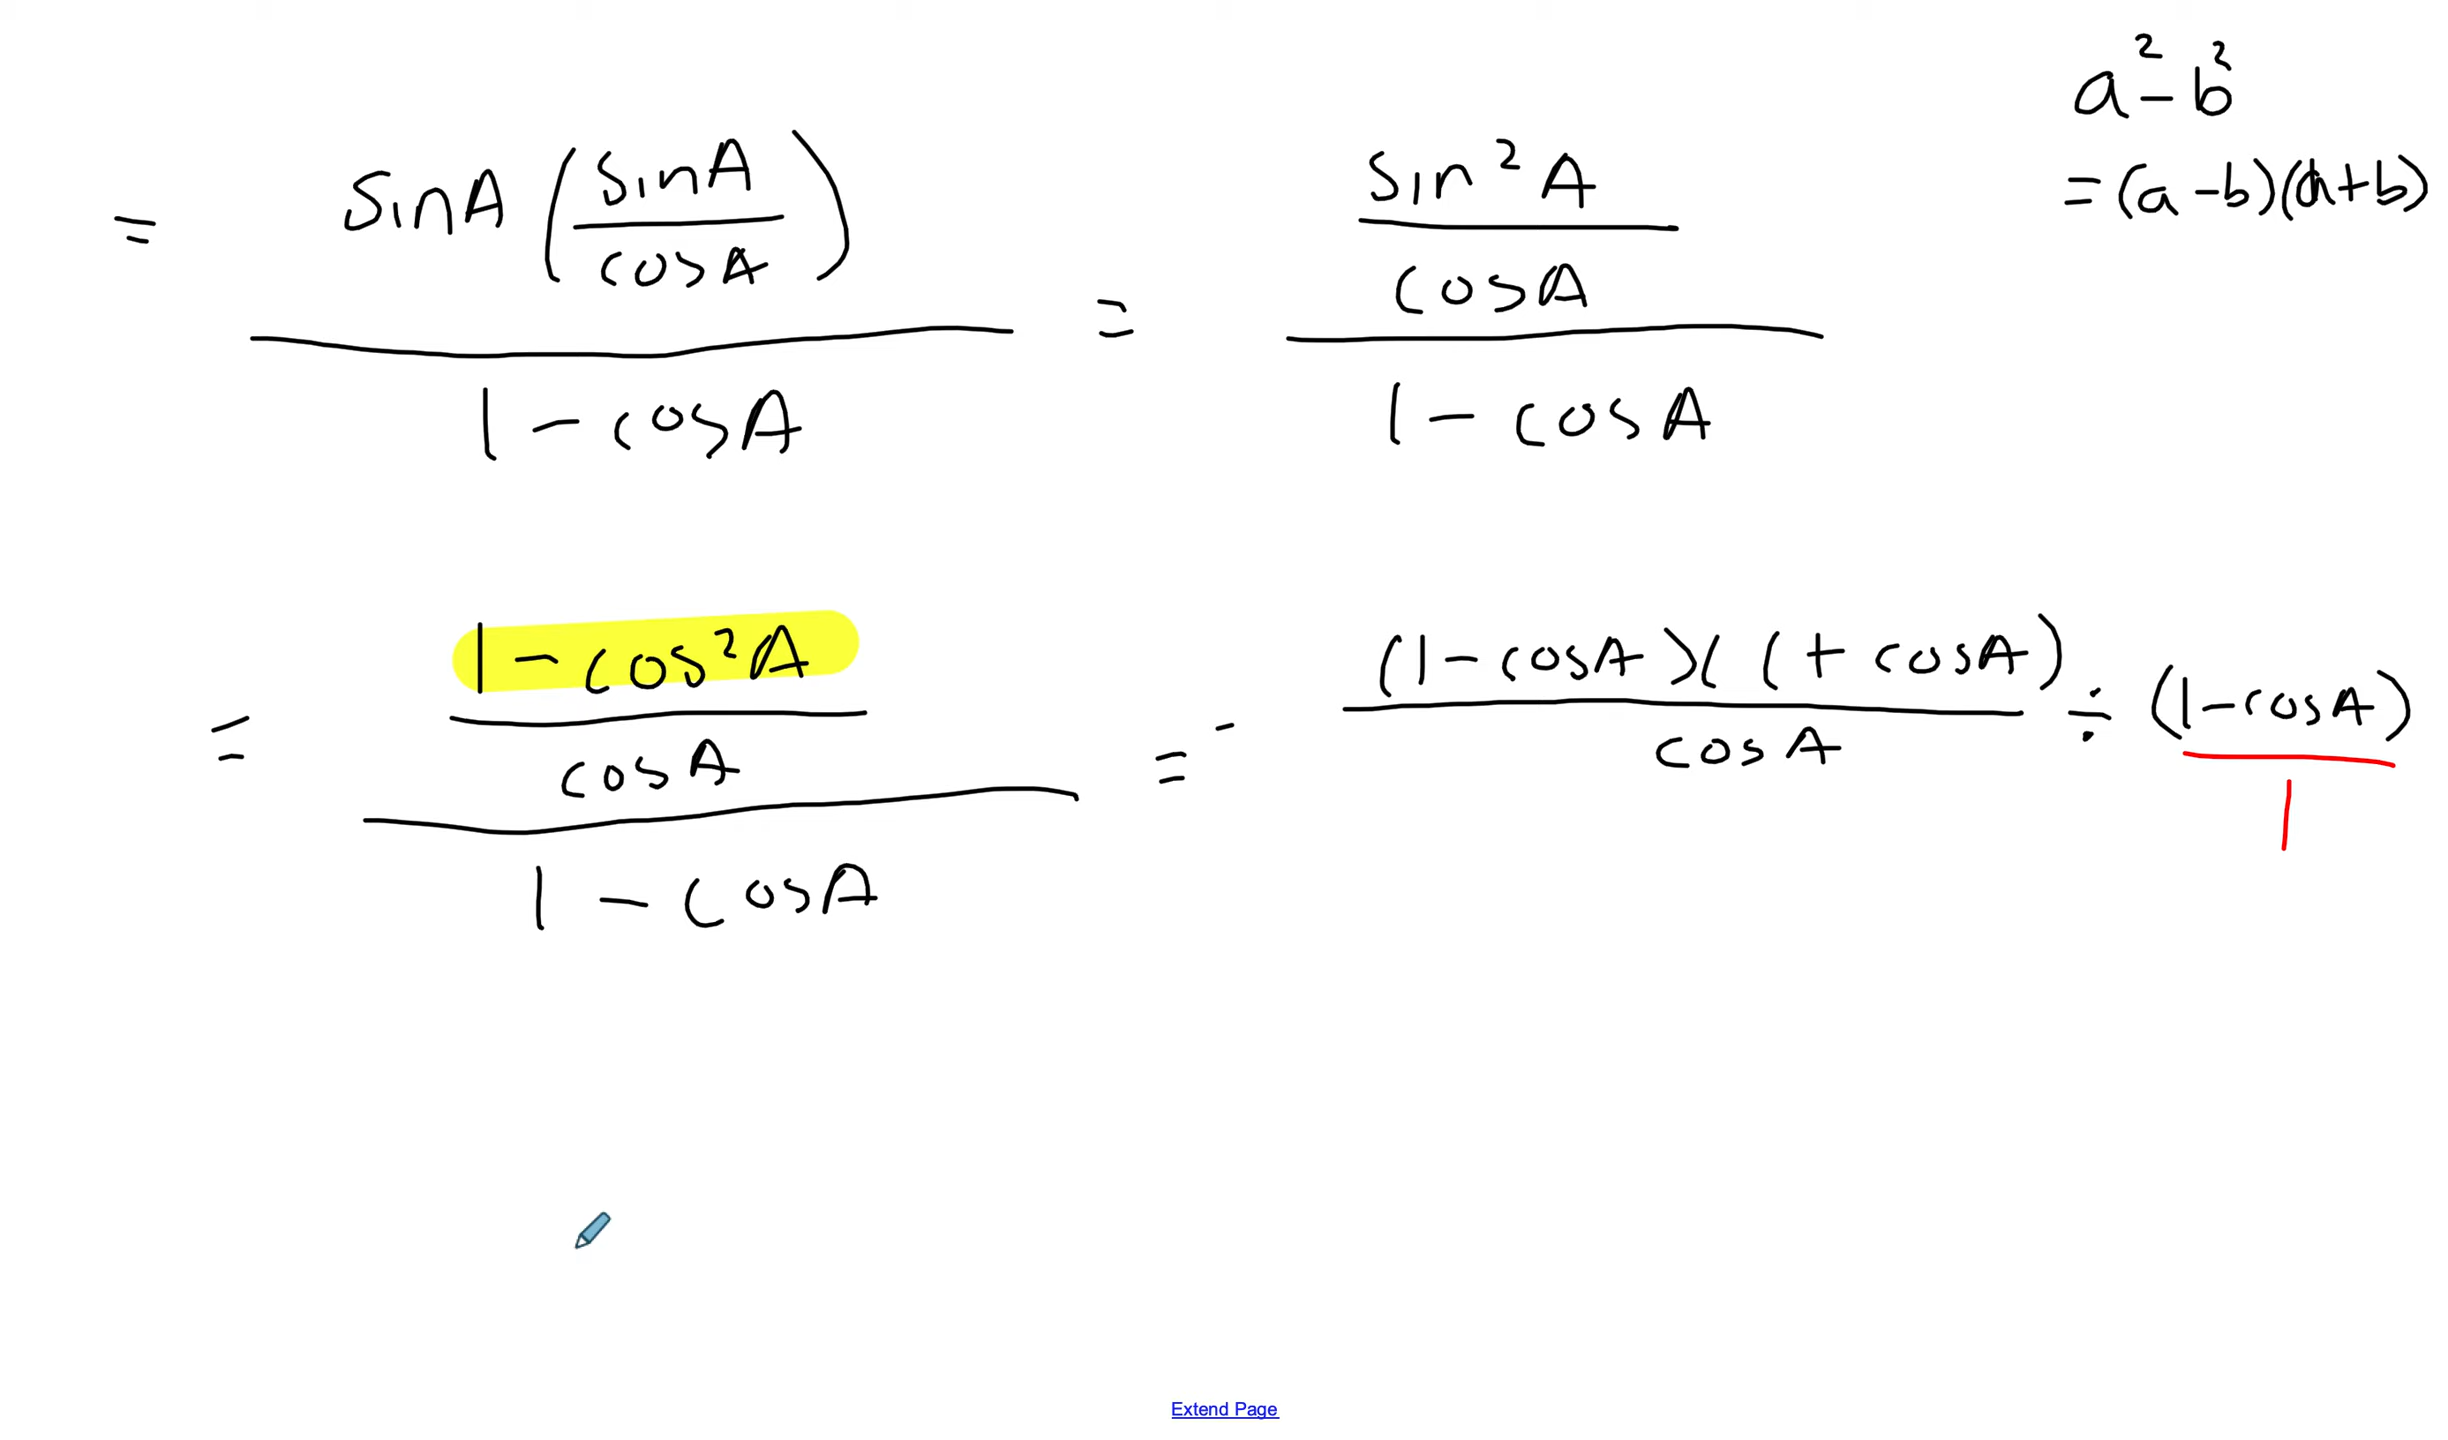 a² - b²
= (a - b)(a + b)
= sinA (sinA / cosA) / 1 - cosA = sin²A / cosA / 1 - cosA
= 1 - cos²A / cosA / 1 - cosA = (1 - cosA)( (+ cosA) / cosA ÷ (1 - cosA) / 1
Extend Page